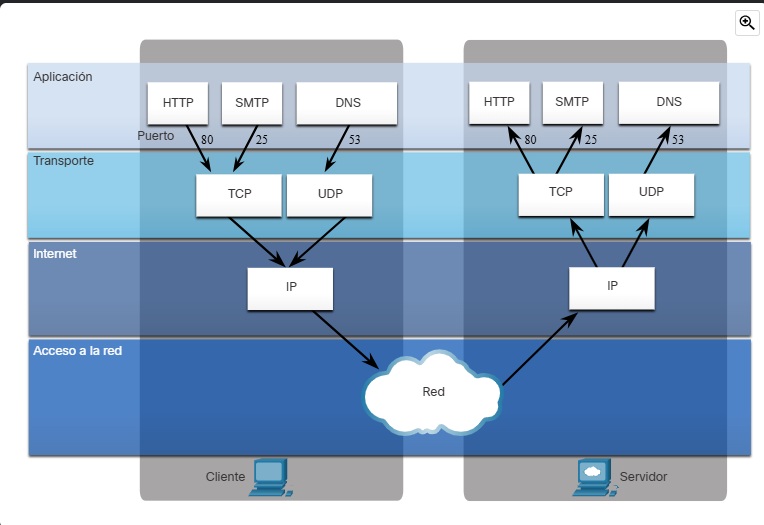 Aplicación
HTTP SMTP DNS HTTP SMTP DNS
Puerto 80 25 53 80 25 53
Transporte
TCP UDP TCP UDP
Internet
IP IP
Acceso a la red
Red
Cliente Servidor